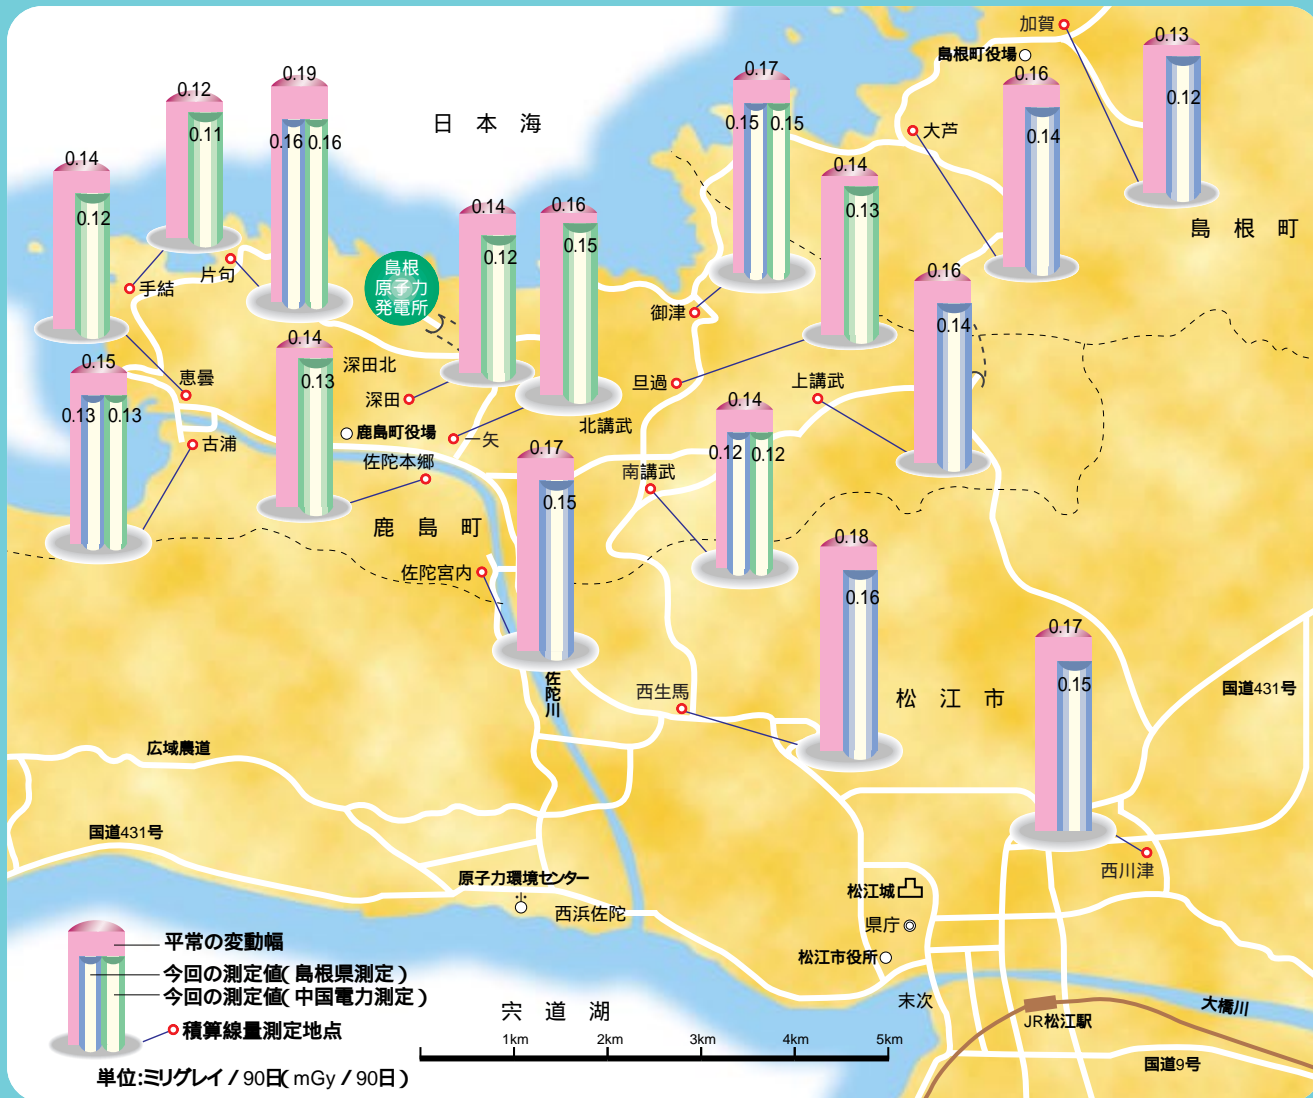 加賀
島根町役場
0.13
0.12
0.16
0.14
大芦
島根町
0.17
0.15
0.15
0.19
0.16
0.16
0.12
0.11
0.14
0.12
日本海
0.14
0.12
0.16
0.15
0.14
0.13
島根
原子力
発電所
片句
手結
御津
0.16
0.14
0.14
0.13
深田北
深田
恵曇
0.15
0.13
0.13
古浦
旦過
上講武
鹿島町役場
一矢
北講武
佐陀本郷
0.14
0.12
0.12
南講武
0.17
0.15
鹿島町
佐陀宮内
0.18
0.16
0.17
0.15
佐陀川
西生馬
松江市
国道431号
広域農道
国道431号
西川津
原子力環境センター
西浜佐陀
松江城
県庁
松江市役所
末次
大橋川
JR松江駅
国道9号
宍道湖
平常の変動幅
今回の測定値(島根県測定)
今回の測定値(中国電力測定)
積算線量測定地点
単位:ミリグレイ/90日(mGy/90日)
1km
2km
3km
4km
5km